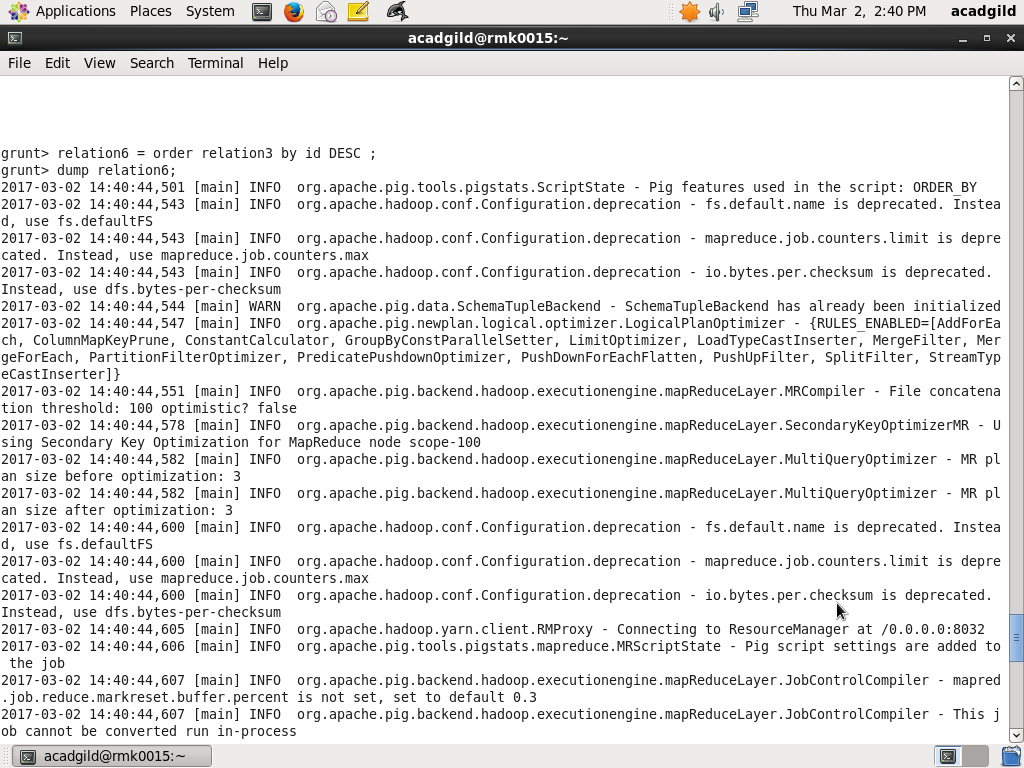 Applications Places System Thu Mar 2, 2:40 PM acadgild
acadgild@rmk0015:~
File Edit View Search Terminal Help
grunt> relation6 = order relation3 by id DESC ;
grunt> dump relation6;
2017-03-02 14:40:44,501 [main] INFO  org.apache.pig.tools.pigstats.ScriptState - Pig features used in the script: ORDER_BY
2017-03-02 14:40:44,543 [main] INFO  org.apache.hadoop.conf.Configuration.deprecation - fs.default.name is deprecated. Instea
d, use fs.defaultFS
2017-03-02 14:40:44,543 [main] INFO  org.apache.hadoop.conf.Configuration.deprecation - mapreduce.job.counters.limit is depre
cated. Instead, use mapreduce.job.counters.max
2017-03-02 14:40:44,543 [main] INFO  org.apache.hadoop.conf.Configuration.deprecation - io.bytes.per.checksum is deprecated.
Instead, use dfs.bytes-per-checksum
2017-03-02 14:40:44,544 [main] WARN  org.apache.pig.data.SchemaTupleBackend - SchemaTupleBackend has already been initialized
2017-03-02 14:40:44,547 [main] INFO  org.apache.pig.newplan.logical.optimizer.LogicalPlanOptimizer - {RULES_ENABLED=[AddForEa
ch, ColumnMapKeyPrune, ConstantCalculator, GroupByConstParallelSetter, LimitOptimizer, LoadTypeCastInserter, MergeFilter, Mer
geForEach, PartitionFilterOptimizer, PredicatePushdownOptimizer, PushDownForEachFlatten, PushUpFilter, SplitFilter, StreamTyp
eCastInserter]}
2017-03-02 14:40:44,551 [main] INFO  org.apache.pig.backend.hadoop.executionengine.mapReduceLayer.MRCompiler - File concatena
tion threshold: 100 optimistic? false
2017-03-02 14:40:44,578 [main] INFO  org.apache.pig.backend.hadoop.executionengine.mapReduceLayer.SecondaryKeyOptimizerMR - U
sing Secondary Key Optimization for MapReduce node scope-100
2017-03-02 14:40:44,582 [main] INFO  org.apache.pig.backend.hadoop.executionengine.mapReduceLayer.MultiQueryOptimizer - MR pl
an size before optimization: 3
2017-03-02 14:40:44,582 [main] INFO  org.apache.pig.backend.hadoop.executionengine.mapReduceLayer.MultiQueryOptimizer - MR pl
an size after optimization: 3
2017-03-02 14:40:44,600 [main] INFO  org.apache.hadoop.conf.Configuration.deprecation - fs.default.name is deprecated. Instea
d, use fs.defaultFS
2017-03-02 14:40:44,600 [main] INFO  org.apache.hadoop.conf.Configuration.deprecation - mapreduce.job.counters.limit is depre
cated. Instead, use mapreduce.job.counters.max
2017-03-02 14:40:44,600 [main] INFO  org.apache.hadoop.conf.Configuration.deprecation - io.bytes.per.checksum is deprecated.
Instead, use dfs.bytes-per-checksum
2017-03-02 14:40:44,605 [main] INFO  org.apache.hadoop.yarn.client.RMProxy - Connecting to ResourceManager at /0.0.0.0:8032
2017-03-02 14:40:44,606 [main] INFO  org.apache.pig.tools.pigstats.mapreduce.MRScriptState - Pig script settings are added to
 the job
2017-03-02 14:40:44,607 [main] INFO  org.apache.pig.backend.hadoop.executionengine.mapReduceLayer.JobControlCompiler - mapred
.job.reduce.markreset.buffer.percent is not set, set to default 0.3
2017-03-02 14:40:44,607 [main] INFO  org.apache.pig.backend.hadoop.executionengine.mapReduceLayer.JobControlCompiler - This j
ob cannot be converted run in-process
acadgild@rmk0015:~